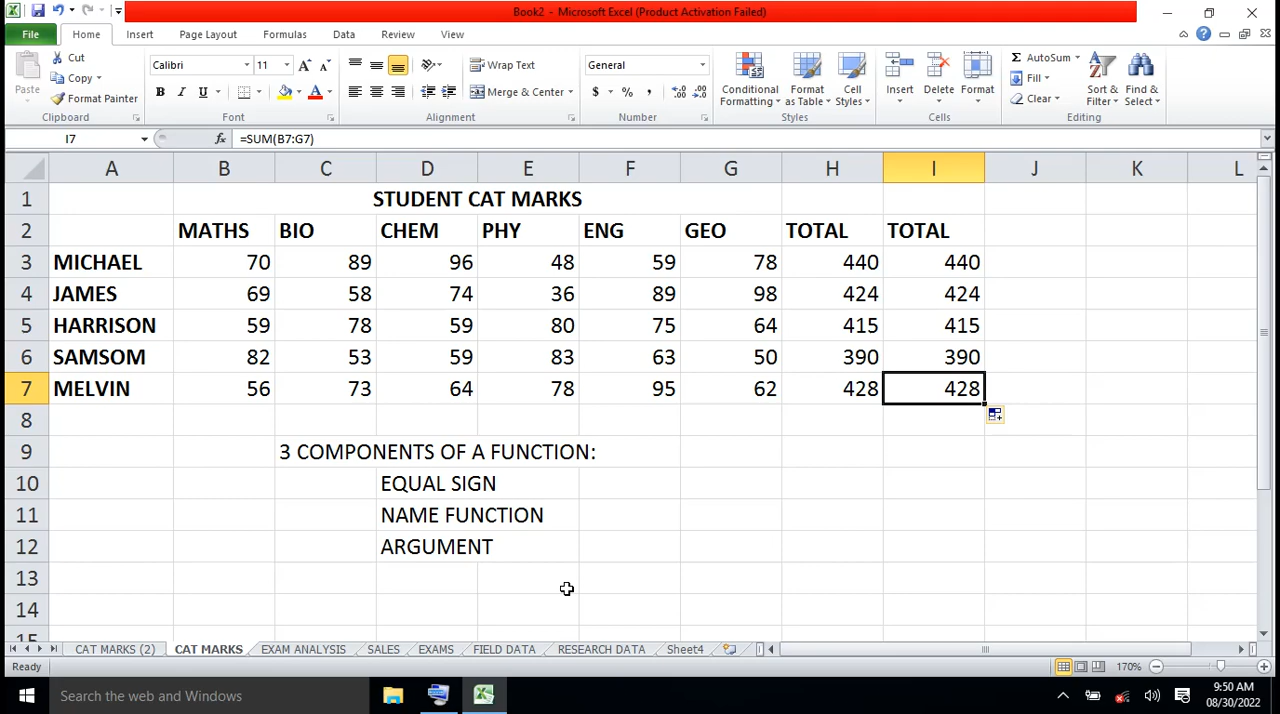 Book2 - Microsoft Excel (Product Activation Failed)
File Home Insert Page Layout Formulas Data Review View
Cut
Copy
Format Painter
Paste
Clipboard
Calibri 11
B I U
Font
Wrap Text
Merge & Center
Alignment
General
$ % ,
Number
Conditional Formatting
Format as Table
Cell Styles
Styles
Insert Delete Format
Cells
Σ AutoSum
Fill
Clear
Sort & Filter
Find & Select
Editing
I7 fx =SUM(B7:G7)
A B C D E F G H I J K L
1 STUDENT CAT MARKS
2 MATHS BIO CHEM PHY ENG GEO TOTAL TOTAL
3 MICHAEL 70 89 96 48 59 78 440 440
4 JAMES 69 58 74 36 89 98 424 424
5 HARRISON 59 78 59 80 75 64 415 415
6 SAMSOM 82 53 59 83 63 50 390 390
7 MELVIN 56 73 64 78 95 62 428 428
8
9 3 COMPONENTS OF A FUNCTION:
10 EQUAL SIGN
11 NAME FUNCTION
12 ARGUMENT
13
14
15
CAT MARKS (2) CAT MARKS EXAM ANALYSIS SALES EXAMS FIELD DATA RESEARCH DATA Sheet4
Ready 170%
Search the web and Windows
9:50 AM
08/30/2022